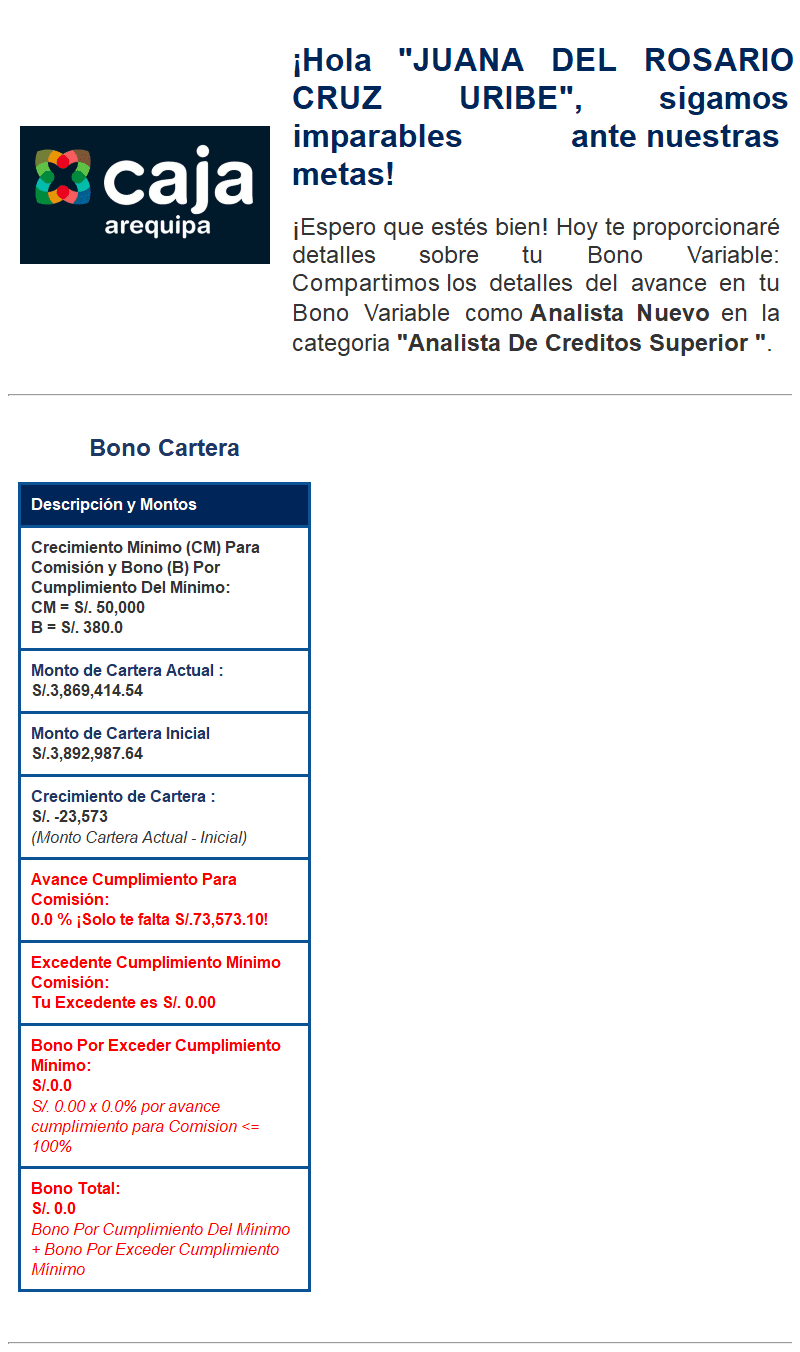 ¡Hola "JUANA DEL ROSARIO
CRUZ URIBE", sigamos
imparables ante nuestras
metas!
caja
arequipa
¡Espero que estés bien! Hoy te proporcionaré
detalles sobre tu Bono Variable:
Compartimos los detalles del avance en tu
Bono Variable como Analista Nuevo en la
categoria "Analista De Creditos Superior ".
Bono Cartera
Descripción y Montos
Crecimiento Mínimo (CM) Para
Comisión y Bono (B) Por
Cumplimiento Del Mínimo:
CM = S/. 50,000
B = S/. 380.0
Monto de Cartera Actual :
S/.3,869,414.54
Monto de Cartera Inicial
S/.3,892,987.64
Crecimiento de Cartera :
S/. -23,573
(Monto Cartera Actual - Inicial)
Avance Cumplimiento Para
Comisión:
0.0 % ¡Solo te falta S/.73,573.10!
Excedente Cumplimiento Mínimo
Comisión:
Tu Excedente es S/. 0.00
Bono Por Exceder Cumplimiento
Mínimo:
S/.0.0
S/. 0.00 x 0.0% por avance
cumplimiento para Comision <=
100%
Bono Total:
S/. 0.0
Bono Por Cumplimiento Del Mínimo
+ Bono Por Exceder Cumplimiento
Mínimo